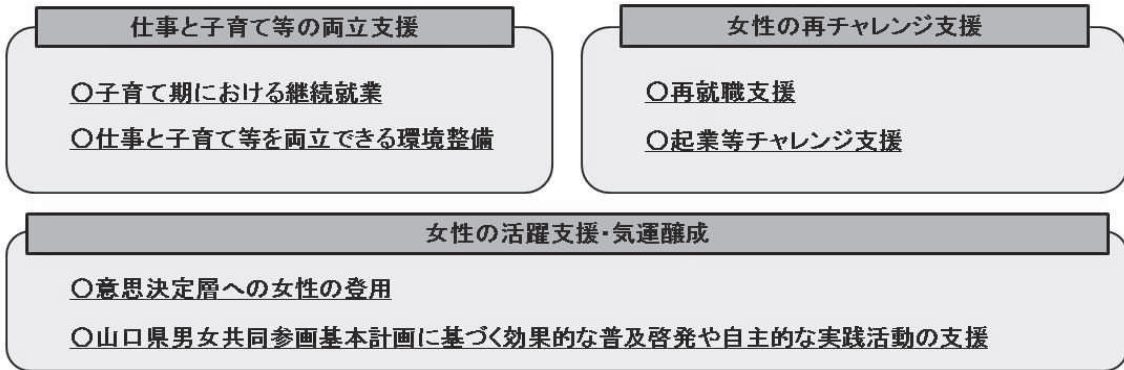 仕事と子育て等の両立支援
○子育て期における継続就業
○仕事と子育て等を両立できる環境整備
女性の再チャレンジ支援
○再就職支援
○起業等チャレンジ支援
女性の活躍支援・気運醸成
○意思決定層への女性の登用
○山口県男女共同参画基本計画に基づく効果的な普及啓発や自主的な実践活動の支援